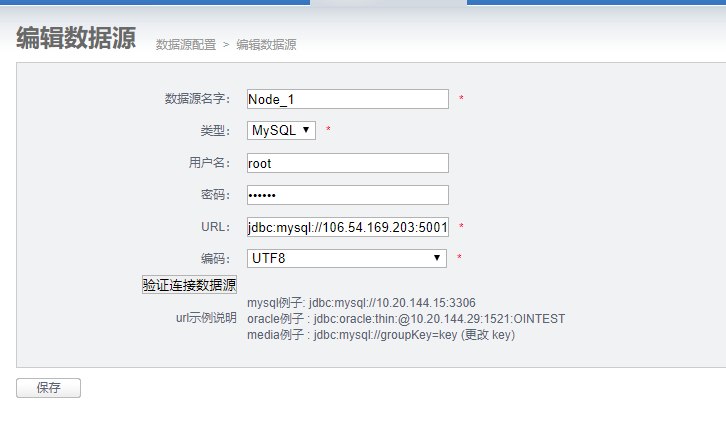 编辑数据源 数据源配置 > 编辑数据源
数据源名字: Node_1 *
类型: MySQL *
用户名: root
密码: ••••••
URL: jdbc:mysql://106.54.169.203:5001 *
编码: UTF8 *
验证连接数据源
url示例说明
mysql例子: jdbc:mysql://10.20.144.15:3306
oracle例子 : jdbc:oracle:thin:@10.20.144.29:1521:OINTEST
media例子 : jdbc:mysql://groupKey=key (更改 key)
保存